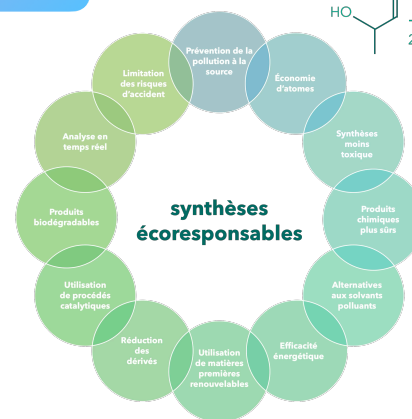 HO
2
Prévention de la
pollution à la
source
Économie
d'atomes
Synthèses
moins
toxique
Produits
chimiques
plus sûrs
Alternatives
aux solvants
polluants
Efficacité
énergétique
Utilisation
de matières
premières
renouvelables
Réduction
des
dérivés
Utilisation
de procédés
catalytiques
Produits
biodégradables
Analyse en
temps réel
Limitation
des risques
d'accident
synthèses
écoresponsables